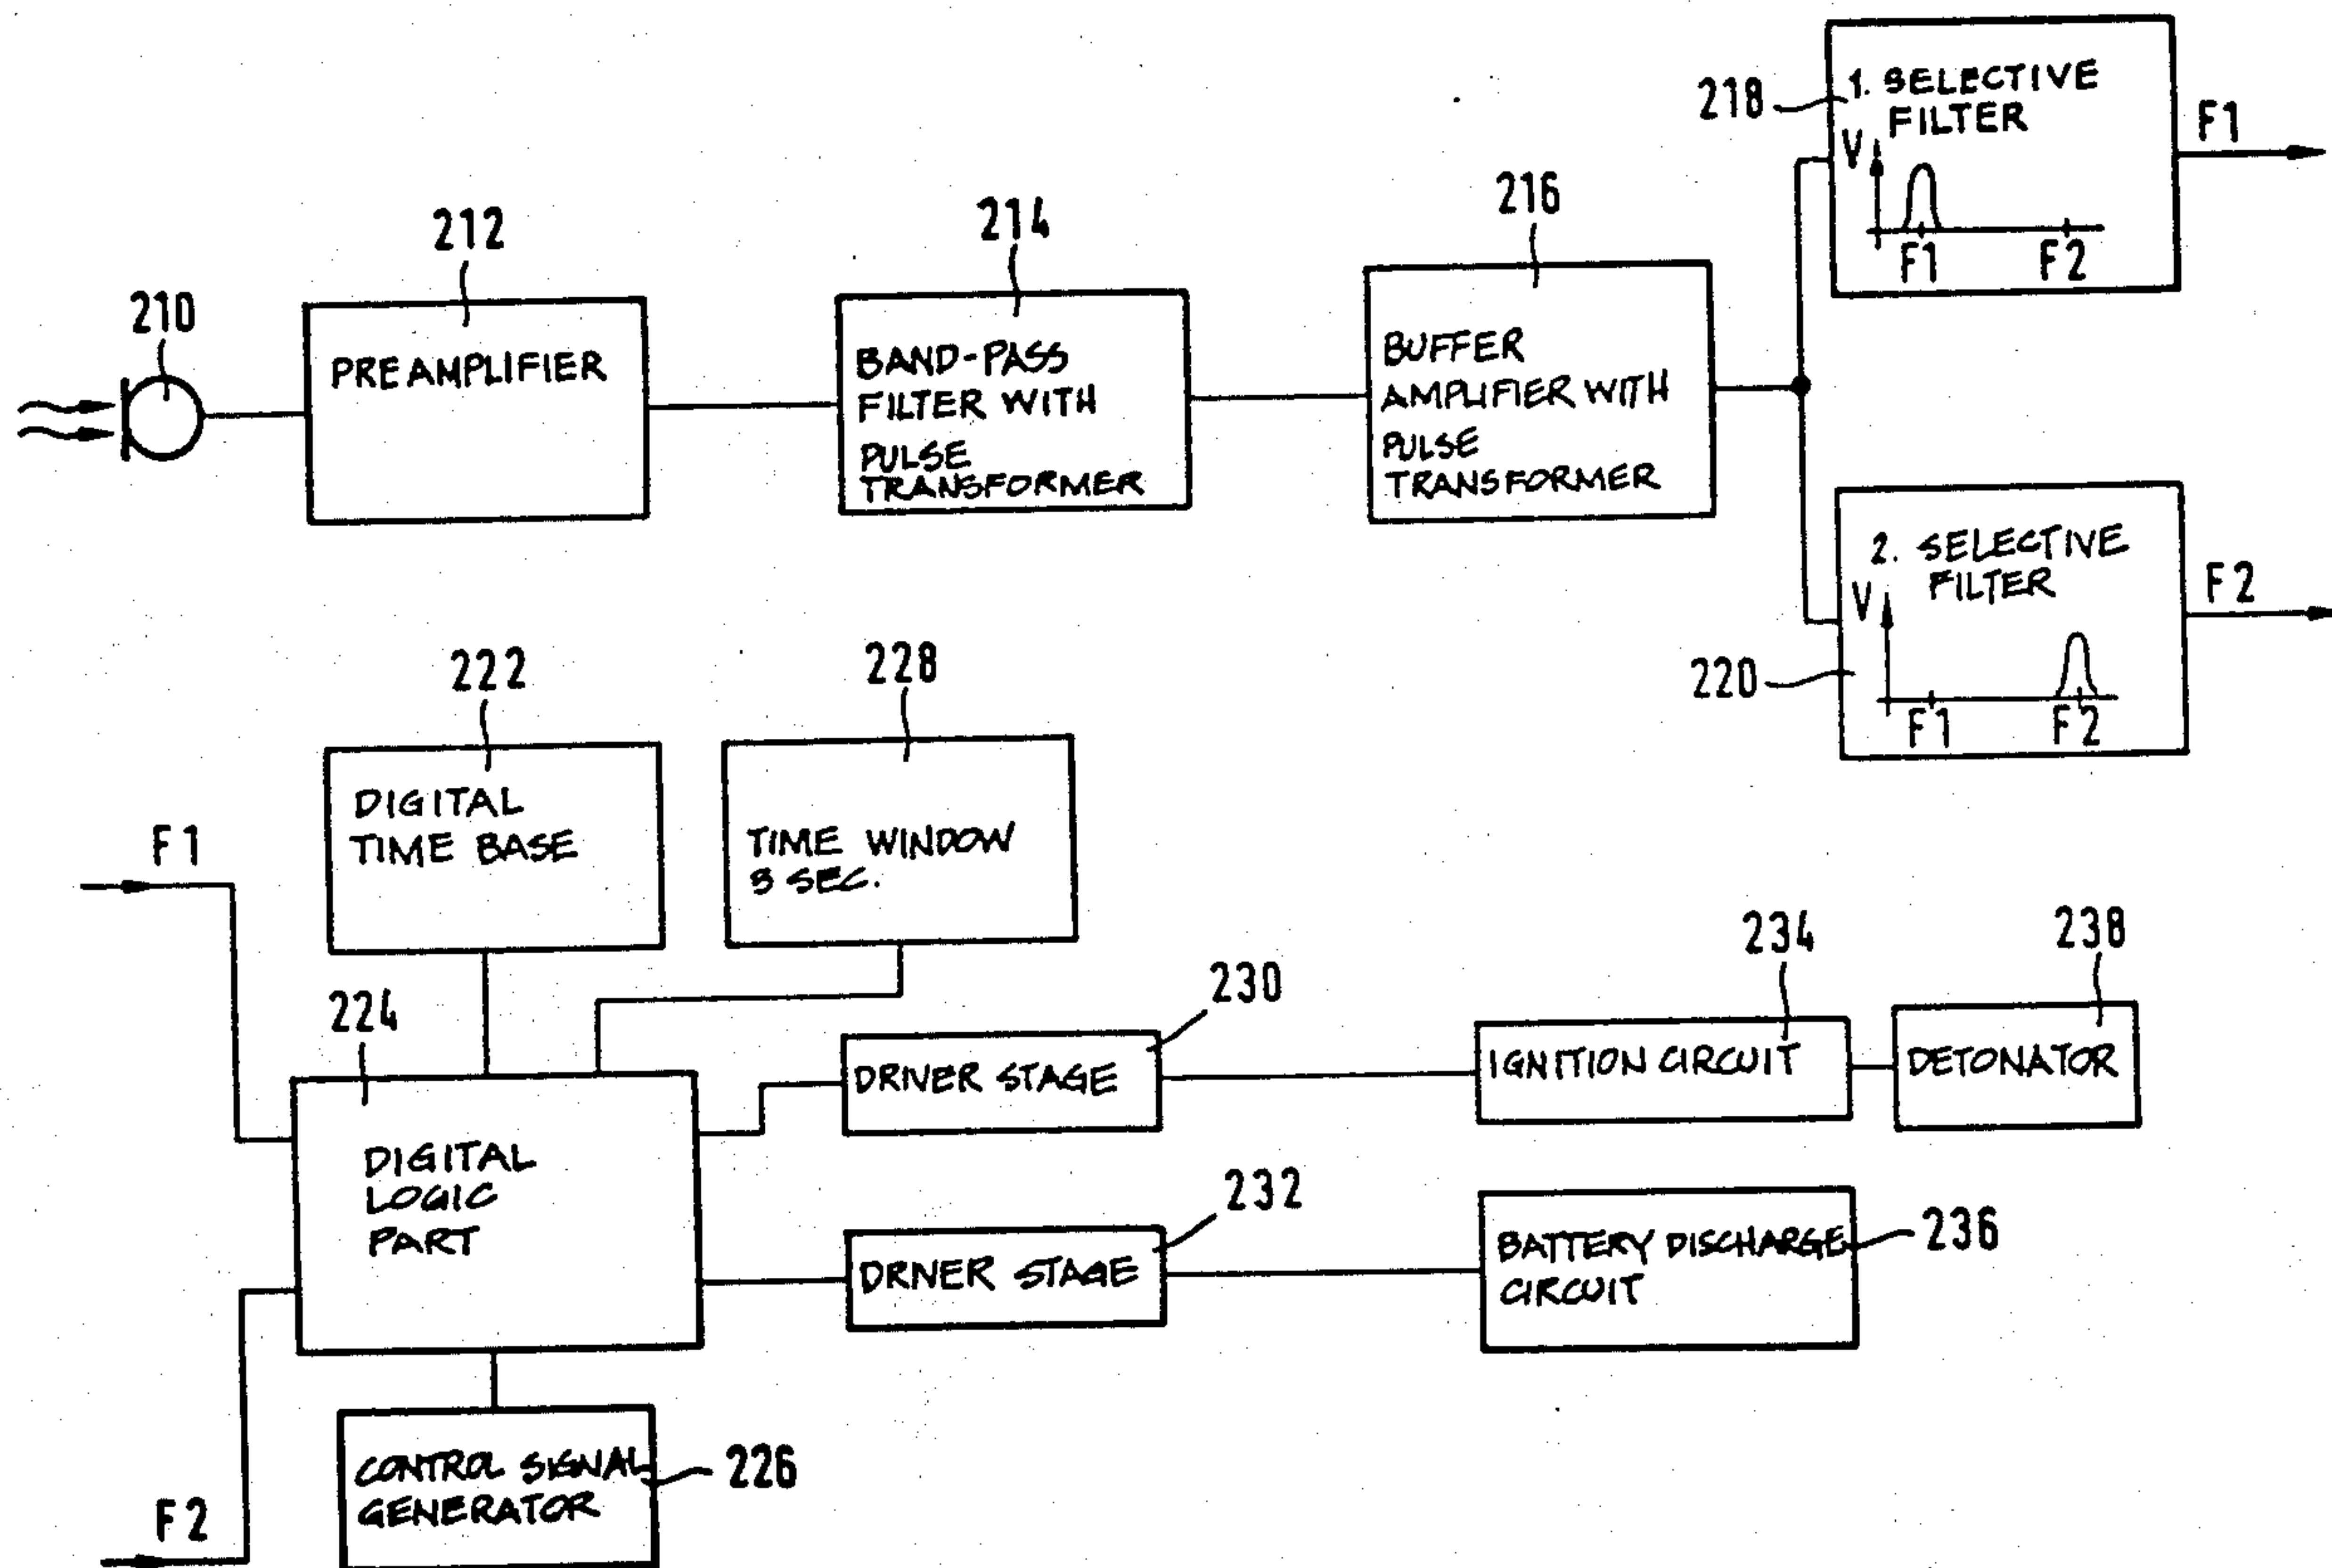 212
PREAMPLIFIER
210
214
BAND-PASS
FILTER WITH
PULSE
TRANSFORMER
216
BUFFER
AMPLIFIER WITH
PULSE
TRANSFORMER
218
1. SELECTIVE
FILTER
V
F1
F2
F1
2. SELECTIVE
FILTER
V
220
F1
F2
F2
222
DIGITAL
TIME BASE
228
TIME WINDOW
3 SEC.
F1
224
DIGITAL
LOGIC
PART
F2
230
DRIVER STAGE
234
IGNITION CIRCUIT
238
DETONATOR
232
DRIVER STAGE
BATTERY DISCHARGE
CIRCUIT
236
CONTROL SIGNAL
GENERATOR
226